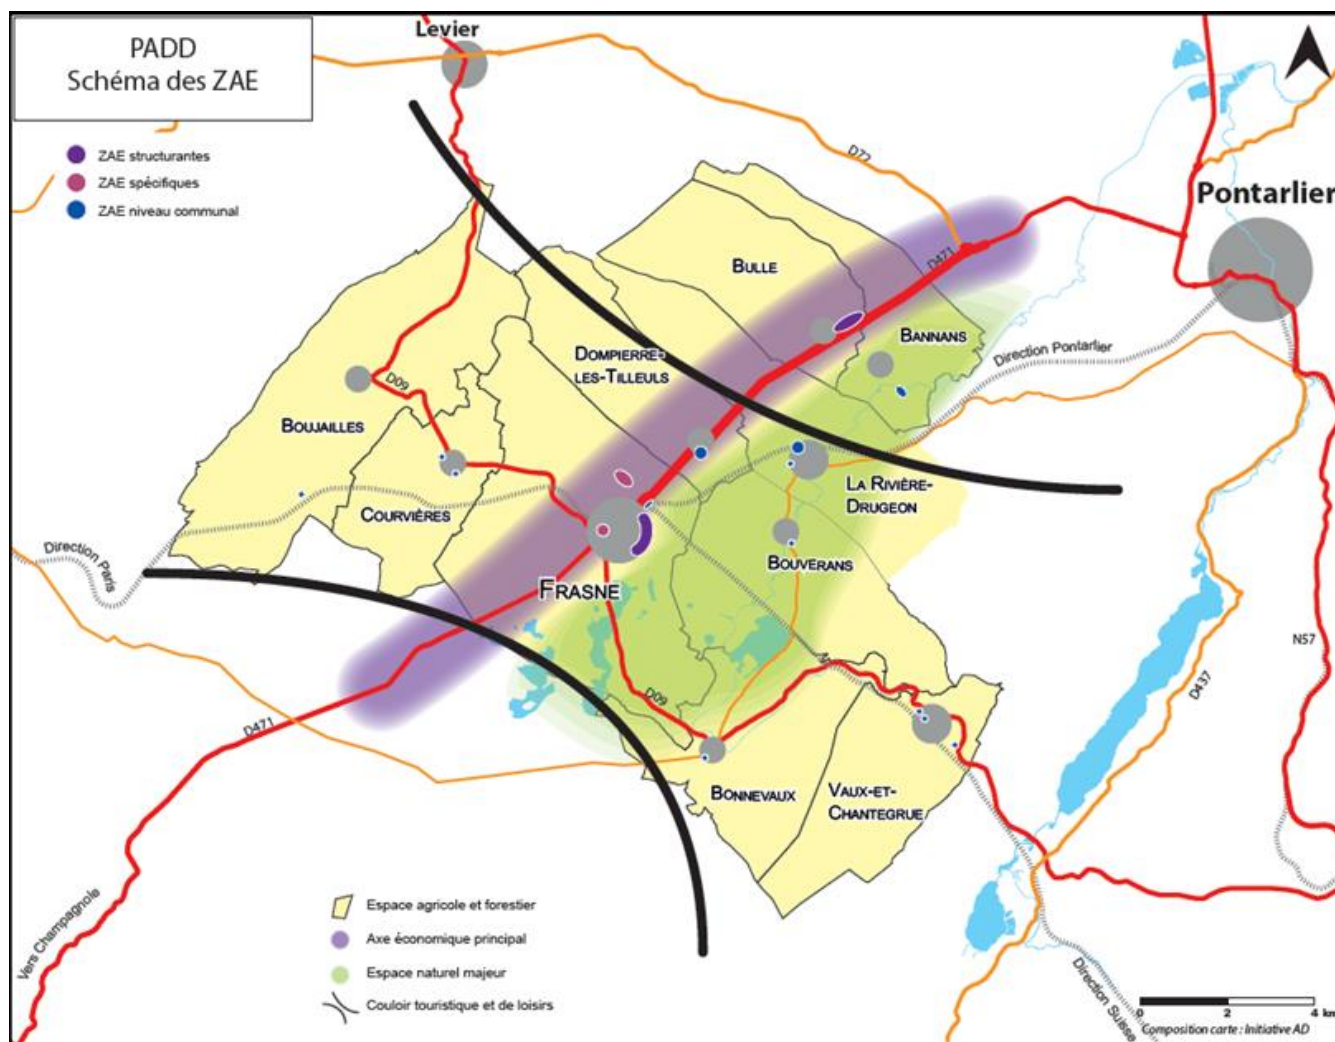 PADD
Schéma des ZAE
ZAE structurantes
ZAE spécifiques
ZAE niveau communal
Levier
D72
Pontarlier
D471
BULLE
BANNANS
Direction Pontarlier
DOMPIERRE-
LES-TILLEULS
D09
BOUJAILLES
COURVIÈRES
LA RIVIÈRE-
DRUGEON
BOUVERANS
Direction Paris
FRASNE
N57
D437
D09
D471
BONNEVAUX
VAUX-ET-
CHANTEGRUE
Vers Champagnole
Direction Suisse
Espace agricole et forestier
Axe économique principal
Espace naturel majeur
Couloir touristique et de loisirs
0 2 4 km
Composition carte : Initiative AD